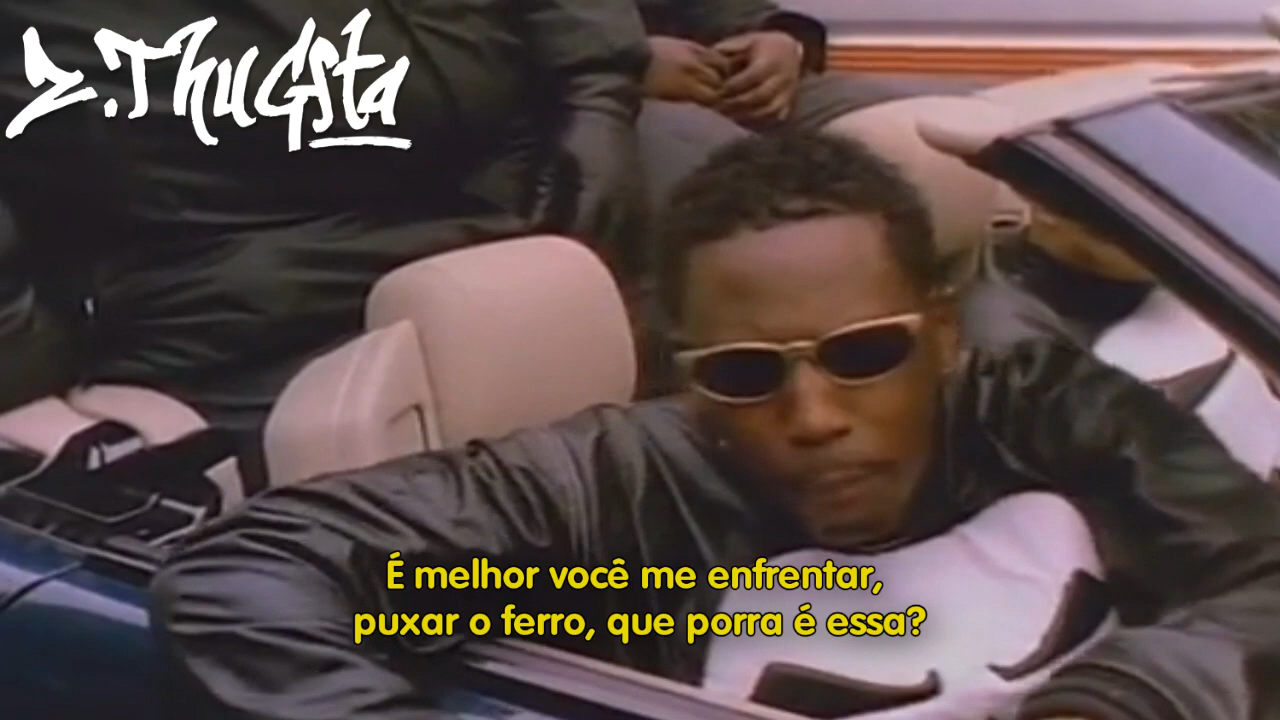 Z.Thugsta
É melhor você me enfrentar,
puxar o ferro, que porra é essa?